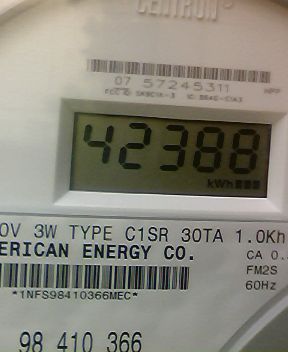 CENTRON®
07 57245311
42388
kWh
0V 3W TYPE C1SR 30TA 1.0Kh
ERICAN ENERGY CO.
CA 0.
FM2S
*1NFS98410366MEC*
60Hz
98 410 366